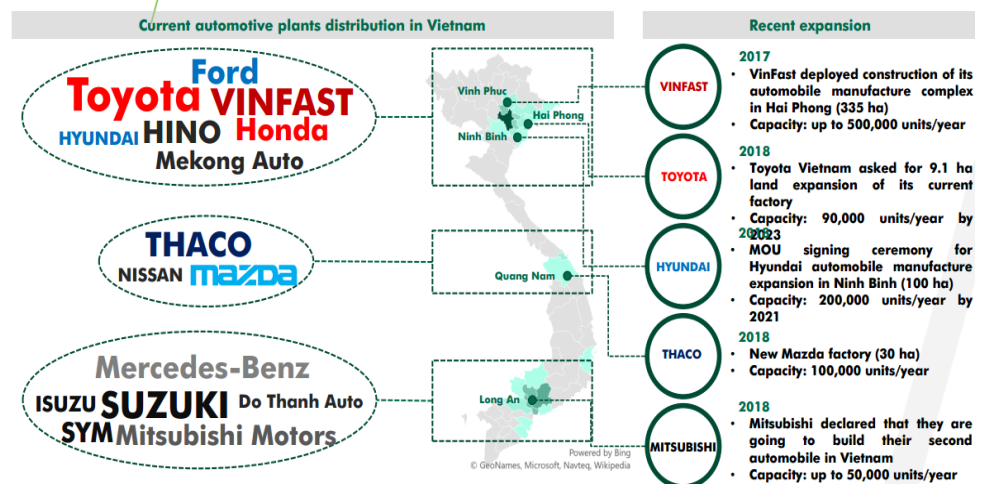 Current automotive plants distribution in Vietnam
Recent expansion
Ford
Toyota VINFAST
HYUNDAI HINO Honda
Mekong Auto
THACO
NISSAN mazda
Mercedes-Benz
ISUZU SUZUKI Do Thanh Auto
SYM Mitsubishi Motors
Vinh Phuc
Hai Phong
Ninh Binh
Quang Nam
Long An
Powered by Bing
© GeoNames, Microsoft, Navteq, Wikipedia
VINFAST
2017
• VinFast deployed construction of its
automobile manufacture complex
in Hai Phong (335 ha)
• Capacity: up to 500,000 units/year
TOYOTA
2018
• Toyota Vietnam asked for 9.1 ha
land expansion of its current
factory
• Capacity: 90,000 units/year by
2023
HYUNDAI
2018
• MOU signing ceremony for
Hyundai automobile manufacture
expansion in Ninh Binh (100 ha)
• Capacity: 200,000 units/year by
2021
THACO
2018
• New Mazda factory (30 ha)
• Capacity: 100,000 units/year
MITSUBISHI
2018
• Mitsubishi declared that they are
going to build their second
automobile in Vietnam
• Capacity: up to 50,000 units/year